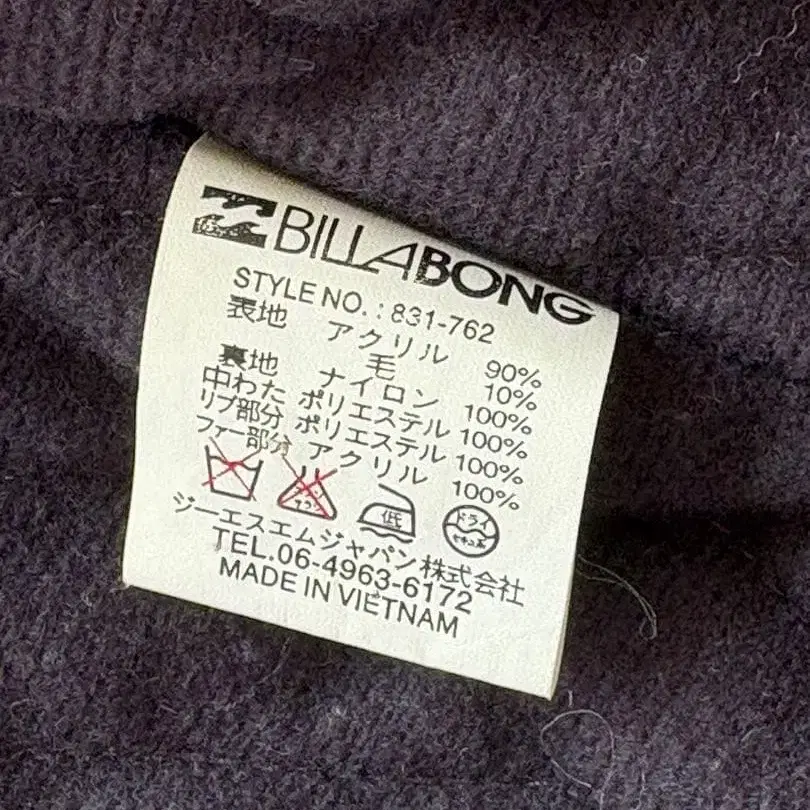 BILLABONG
STYLE NO. : 831-762
表地 アクリル 90%
毛 10%
裏地 ナイロン 100%
中わた ポリエステル 100%
リブ部分 ポリエステル 100%
ファー部分 アクリル 100%
低 ドライ セキユ系
ジーエスエムジャパン株式会社
TEL.06-4963-6172
MADE IN VIETNAM